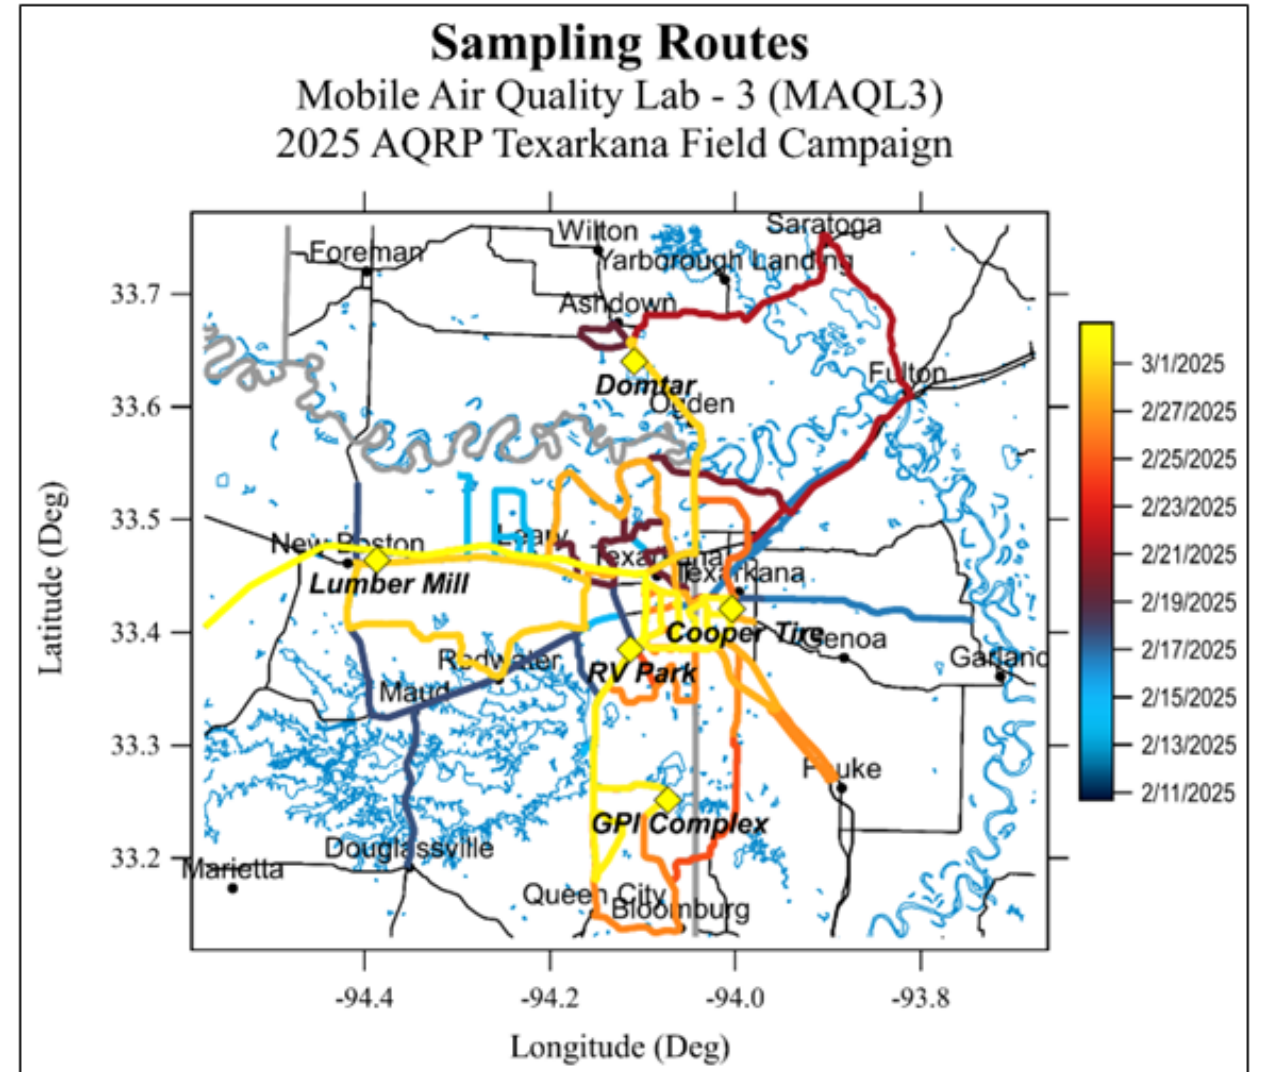 Sampling Routes
Mobile Air Quality Lab - 3 (MAQL3)
2025 AQRP Texarkana Field Campaign
Wilton
Saratoga
Foreman
Yarborough Landing
33.7
Ashdown
3/1/2025
Domtar
Fulton
33.6
Ogden
2/27/2025
2/25/2025
2/23/2025
33.5
New Boston
Leary
Texarkana
2/21/2025
Lumber Mill
Texarkana
2/19/2025
33.4
Cooper Tire
Genoa
2/17/2025
Redwater
RV Park
Garland
Maud
2/15/2025
33.3
2/13/2025
Fouke
2/11/2025
GPI Complex
Douglassville
33.2
Marietta
Queen City
Bloomburg
-94.4
-94.2
-94.0
-93.8
Latitude (Deg)
Longitude (Deg)